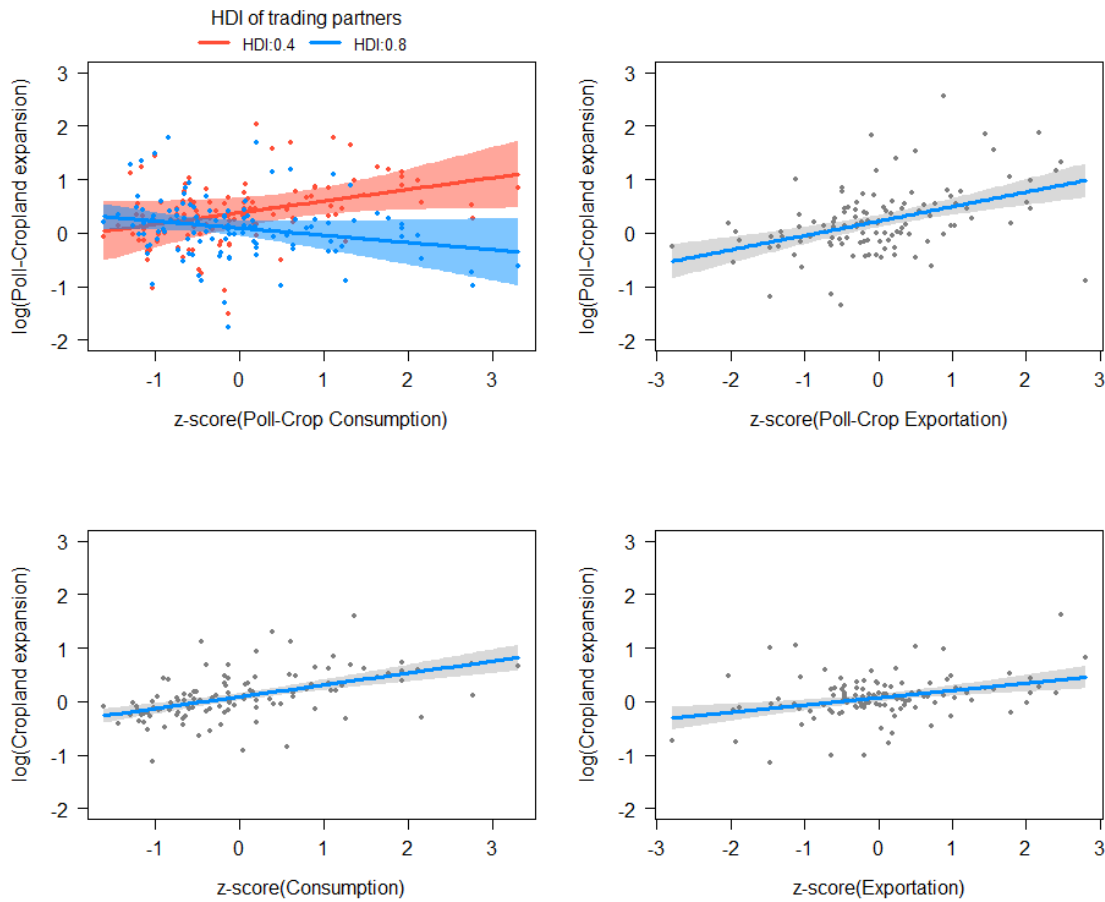 HDI of trading partners
HDI:0.4 HDI:0.8
log(Poll-Cropland expansion)
3
2
1
0
-1
-2
-1 0 1 2 3
z-score(Poll-Crop Consumption)
log(Poll-Cropland expansion)
3
2
1
0
-1
-2
-3 -2 -1 0 1 2 3
z-score(Poll-Crop Exportation)
log(Cropland expansion)
3
2
1
0
-1
-2
-1 0 1 2 3
z-score(Consumption)
log(Cropland expansion)
3
2
1
0
-1
-2
-3 -2 -1 0 1 2 3
z-score(Exportation)